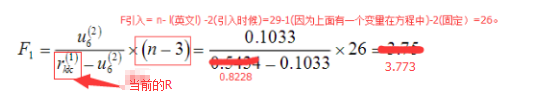 F引入= n- l(英文l) -2(引入时候)=29-1(因为上面有一个变量在方程中)-2(固定) =26。
F₁ = u₆⁽²⁾ / (r⁽¹⁾ - u₆⁽²⁾) × (n - 3) = 0.1033 / (0.5434 - 0.1033) × 26 = 3.75
0.8228
3.773
当前的R